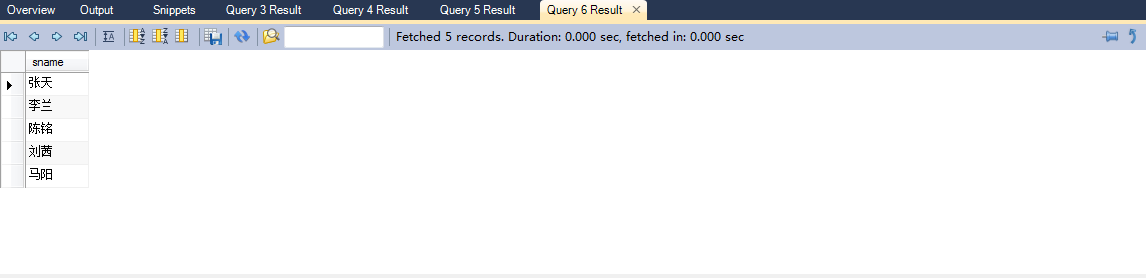 Overview Output Snippets Query 3 Result Query 4 Result Query 5 Result Query 6 Result
Fetched 5 records. Duration: 0.000 sec, fetched in: 0.000 sec
sname
张天
李兰
陈铭
刘茜
马阳